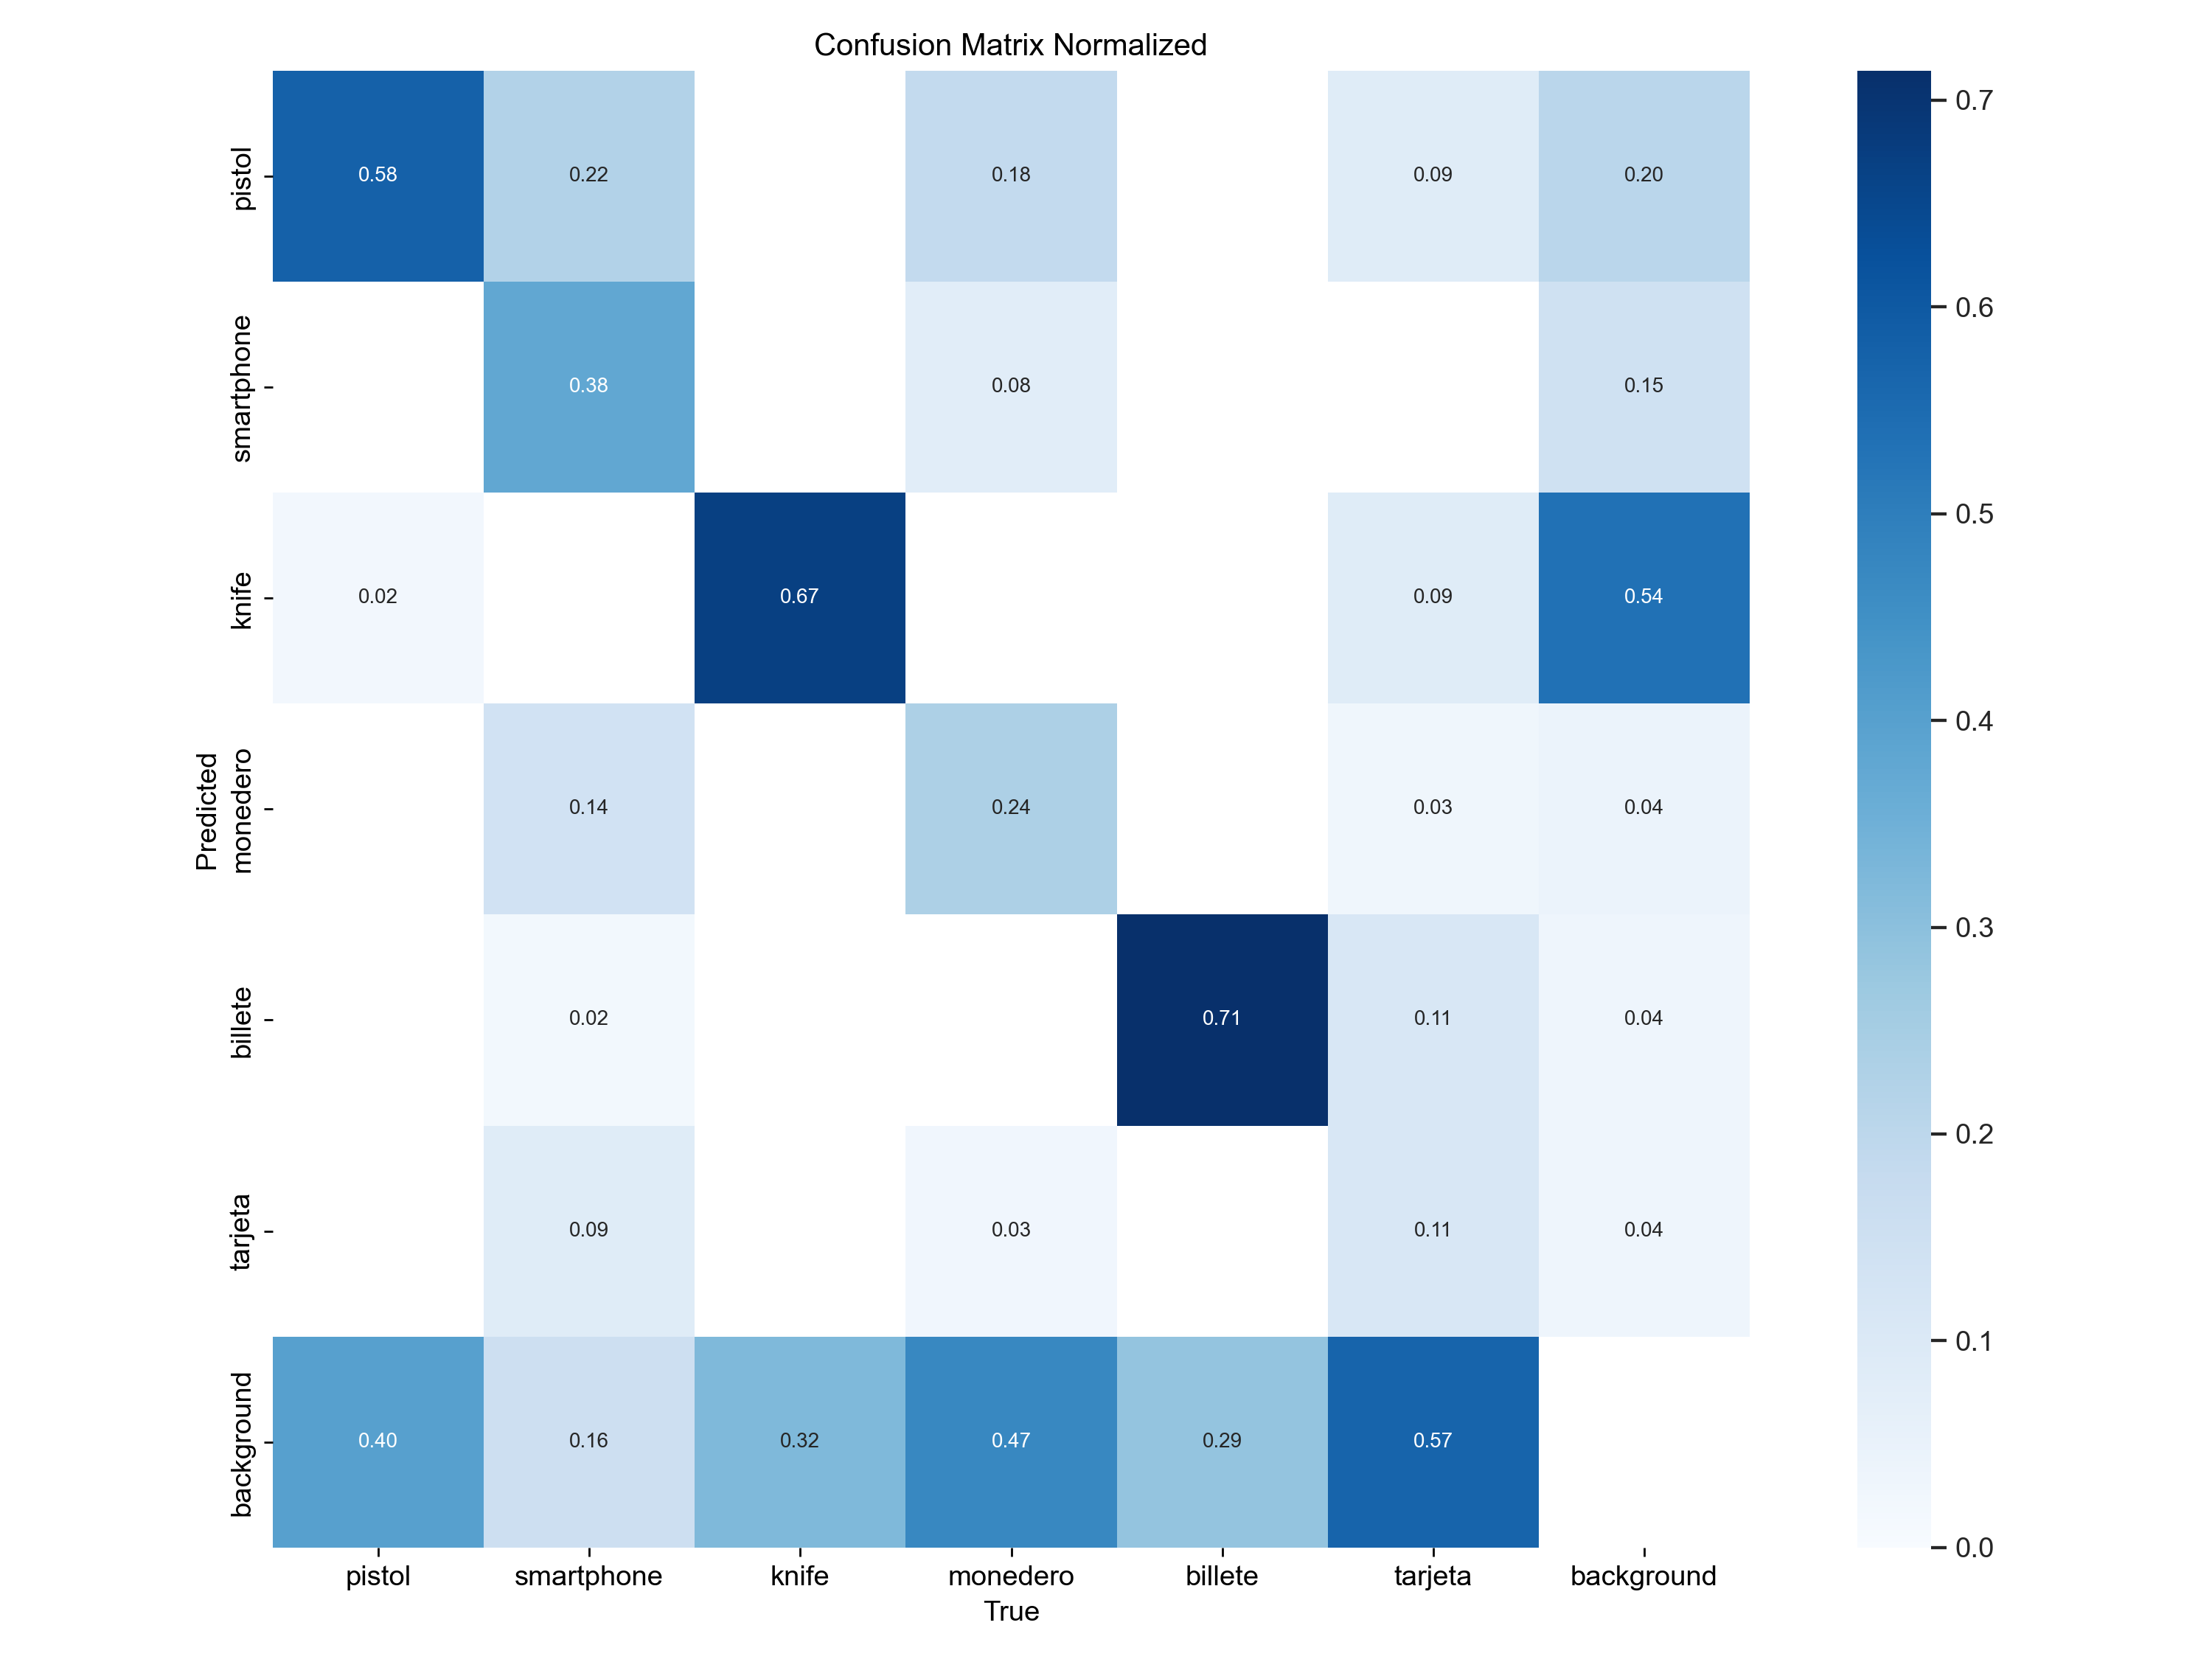 Confusion Matrix Normalized
pistol 0.58 0.22 0.18 0.09 0.20
smartphone 0.38 0.08 0.15
knife 0.02 0.67 0.09 0.54
monedero 0.14 0.24 0.03 0.04
billete 0.02 0.71 0.11 0.04
tarjeta 0.09 0.03 0.11 0.04
background 0.40 0.16 0.32 0.47 0.29 0.57
Predicted
pistol smartphone knife monedero billete tarjeta background
True
0.7
0.6
0.5
0.4
0.3
0.2
0.1
0.0